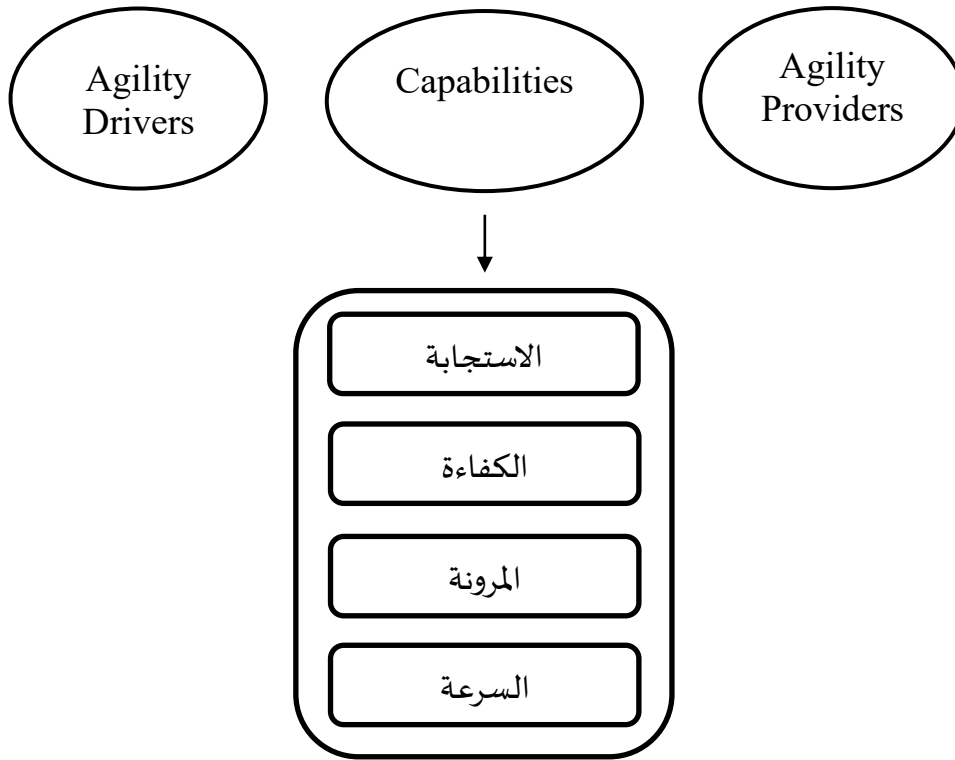 Agility
Drivers
Capabilities
Agility
Providers
الاستجابة
الكفاءة
المرونة
السرعة